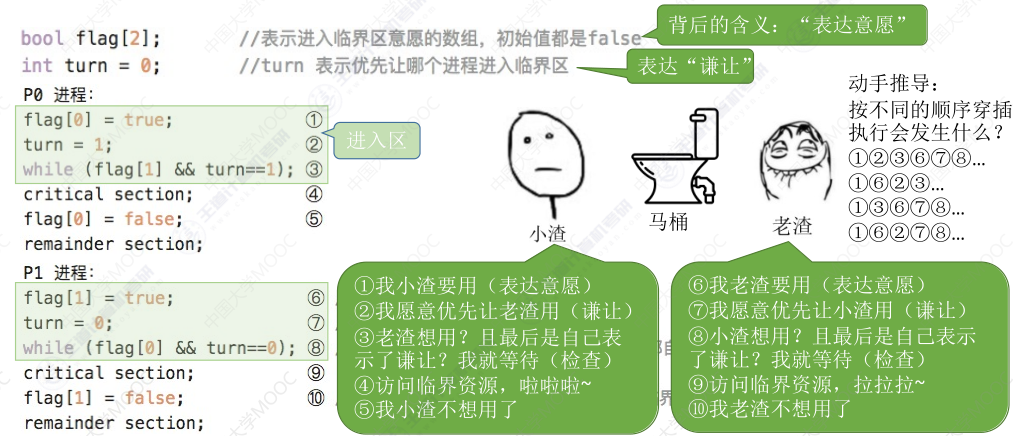 bool flag[2];    //表示进入临界区意愿的数组，初始值都是false
int turn = 0;    //turn 表示优先让哪个进程进入临界区
背后的含义：“表达意愿”
表达“谦让”
P0 进程：
flag[0] = true;    ①
turn = 1;    ②
while (flag[1] && turn==1);    ③
critical section;    ④
flag[0] = false;    ⑤
remainder section;
进入区
P1 进程：
flag[1] = true;    ⑥
turn = 0;    ⑦
while (flag[0] && turn==0);    ⑧
critical section;    ⑨
flag[1] = false;    ⑩
remainder section;
小渣
马桶
老渣
动手推导：
按不同的顺序穿插
执行会发生什么？
①②③⑥⑦⑧…
①⑥②③…
①③⑥⑦⑧…
①⑥②⑦⑧…
①我小渣要用（表达意愿）
②我愿意优先让老渣用（谦让）
③老渣想用？且最后是自己表
示了谦让？我就等待（检查）
④访问临界资源，啦啦啦~
⑤我小渣不想用了
⑥我老渣要用（表达意愿）
⑦我愿意优先让小渣用（谦让）
⑧小渣想用？且最后是自己表示
了谦让？我就等待（检查）
⑨访问临界资源，拉拉拉~
⑩我老渣不想用了